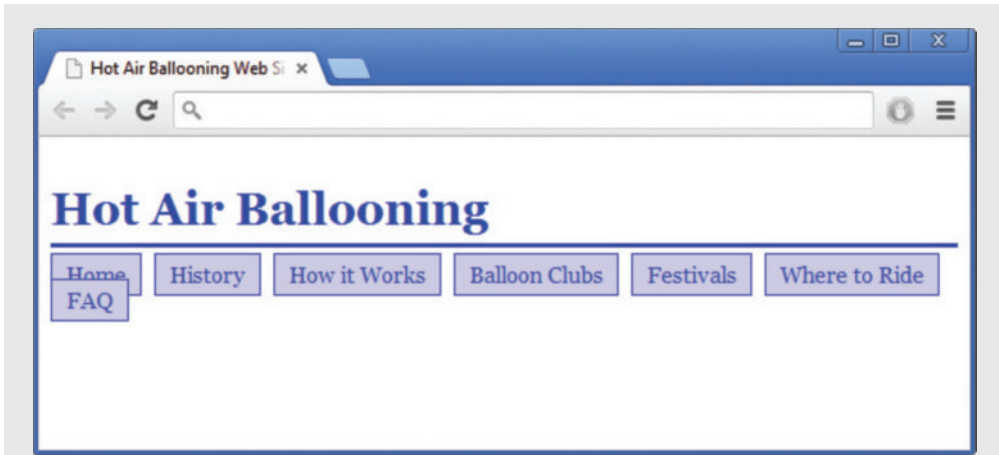 Hot Air Ballooning Web Si
Hot Air Ballooning
Home History How it Works Balloon Clubs Festivals Where to Ride
FAQ